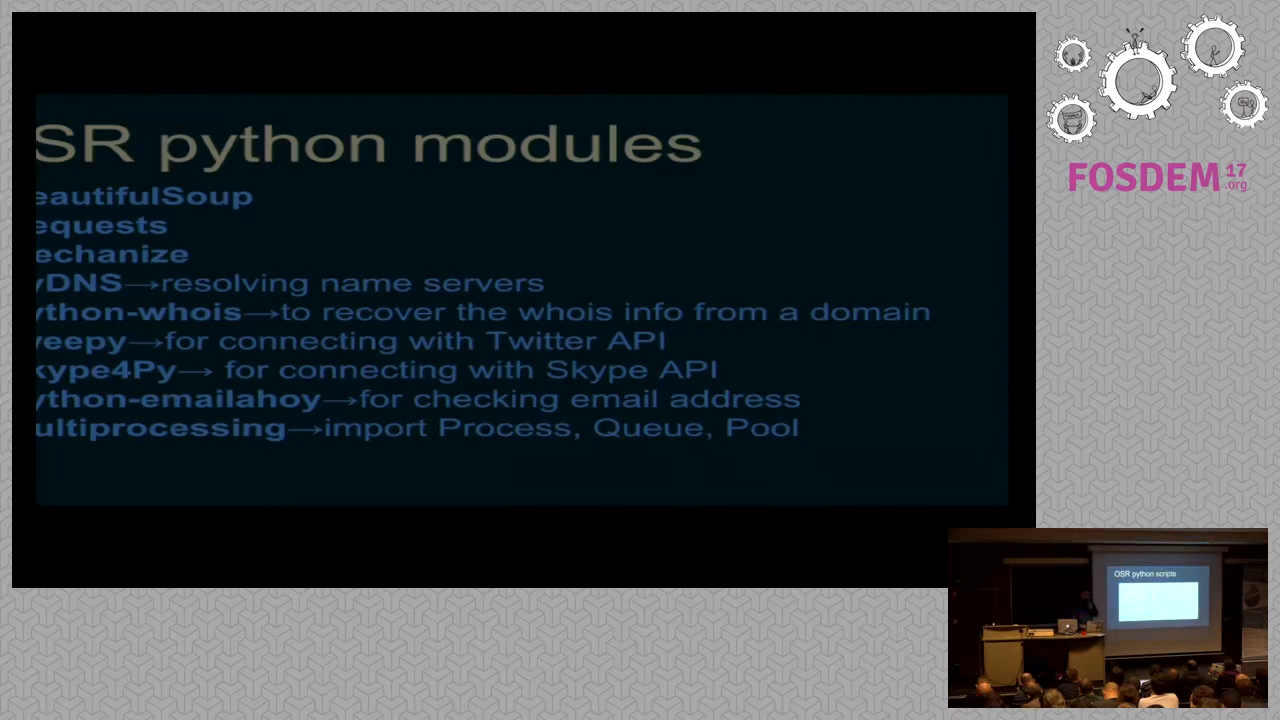 SR python modules
eautifulSoup
equests
echanize
yDNS→resolving name servers
ython-whois→to recover the whois info from a domain
weepy→for connecting with Twitter API
kype4Py→ for connecting with Skype API
ython-emailahoy→for checking email address
ultiprocessing→import Process, Queue, Pool
FOSDEM 17
.org
OSR python scripts